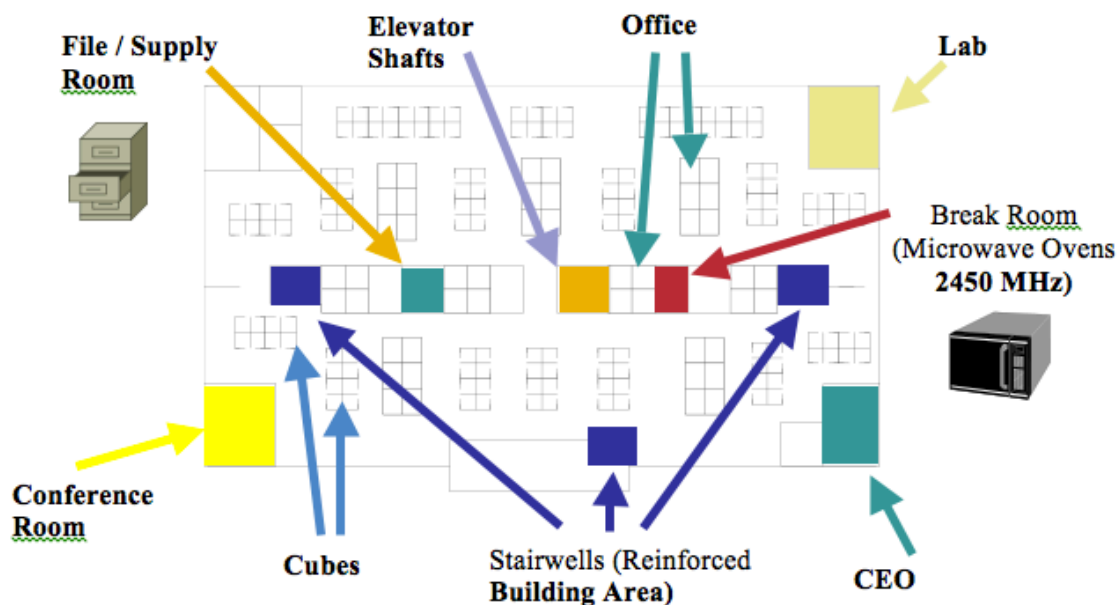 File / Supply
Room
Elevator
Shafts
Office
Lab
Break Room
(Microwave Ovens
2450 MHz)
Conference
Room
Cubes
Stairwells (Reinforced
Building Area)
CEO